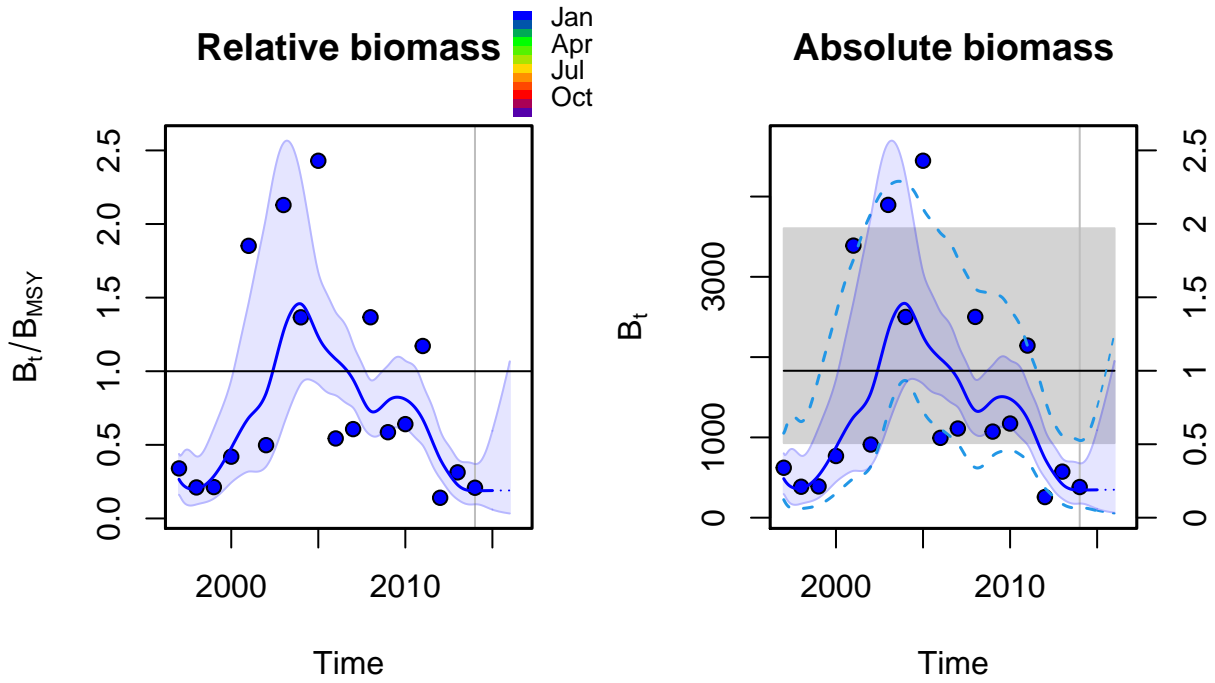 Relative biomass
Jan
Apr
Jul
Oct
Bt/BMSY
0.0 0.5 1.0 1.5 2.0 2.5
2000 2010
Time
Absolute biomass
Bt
0 1000 3000
0 0.5 1 1.5 2 2.5
2000 2010
Time